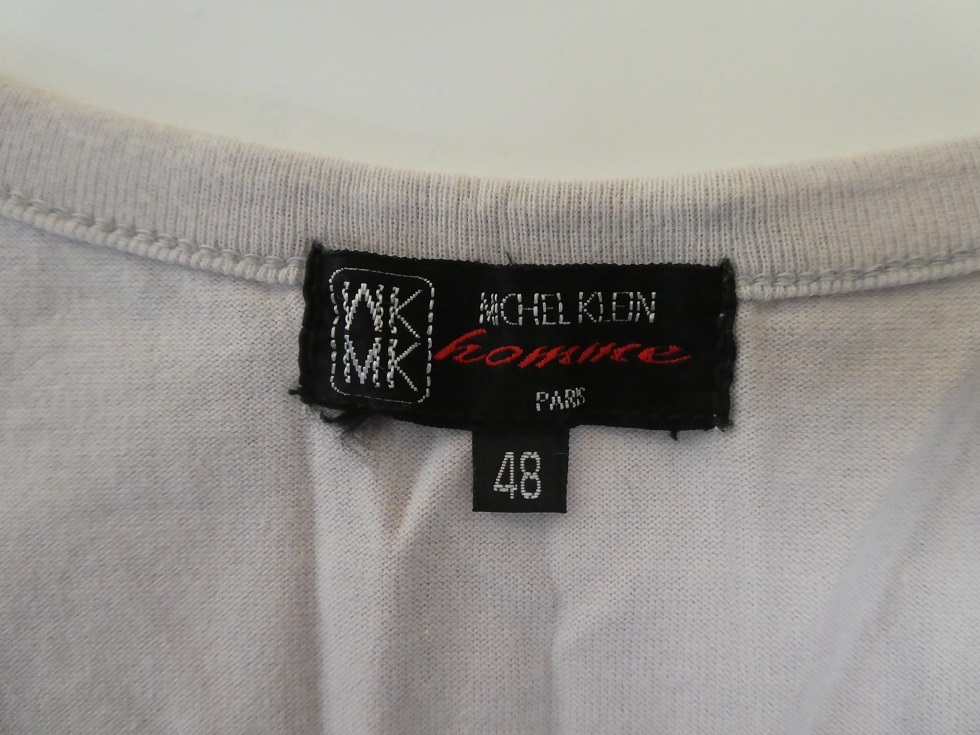 MK
MK
MICHEL KLEIN
homme
PARIS
48